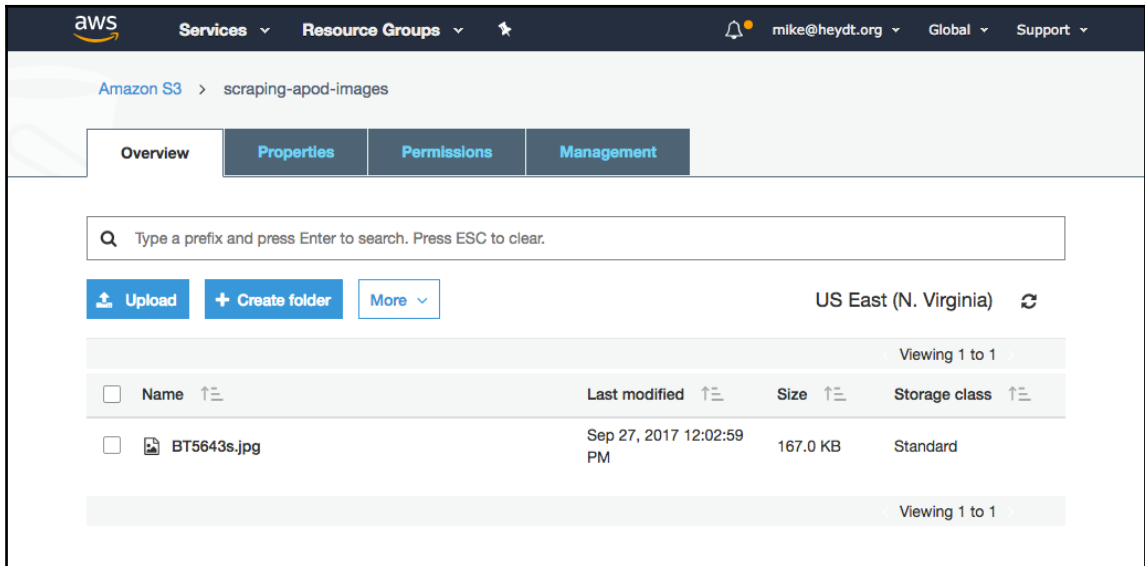 aws Services Resource Groups mike@heydt.org Global Support
Amazon S3 > scraping-apod-images
Overview Properties Permissions Management
Type a prefix and press Enter to search. Press ESC to clear.
Upload + Create folder More US East (N. Virginia)
Viewing 1 to 1
Name Last modified Size Storage class
BT5643s.jpg Sep 27, 2017 12:02:59 167.0 KB Standard
PM
Viewing 1 to 1